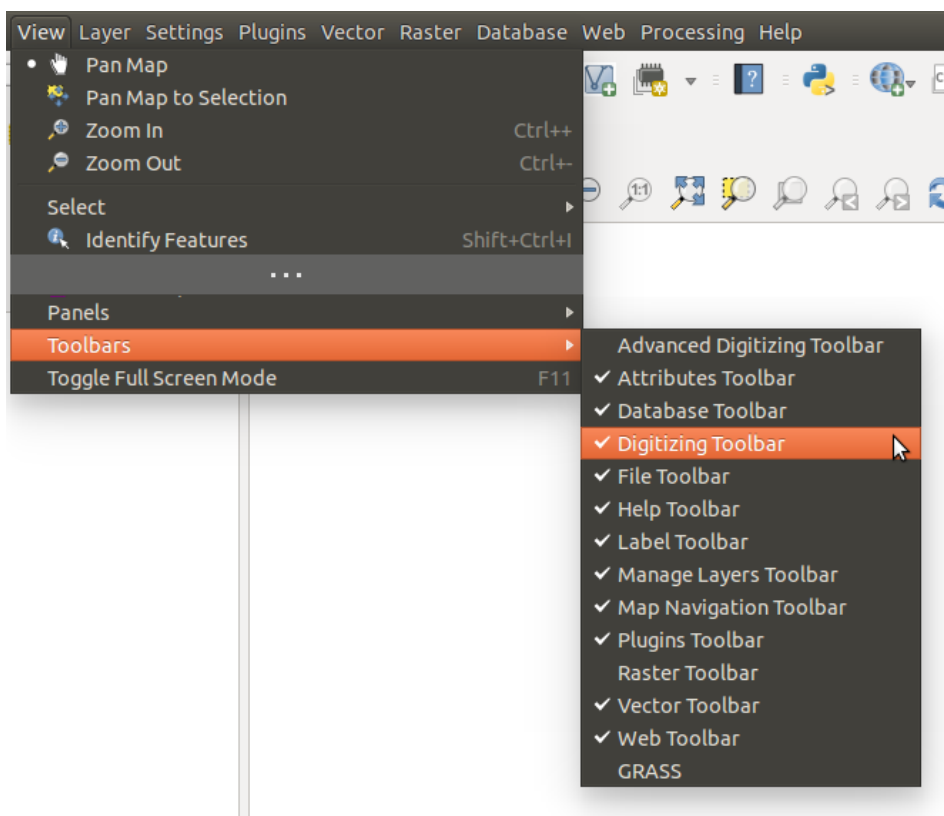 View Layer Settings Plugins Vector Raster Database Web Processing Help
Pan Map
Pan Map to Selection
Zoom In Ctrl++
Zoom Out Ctrl+-
Select
Identify Features Shift+Ctrl+I
...
Panels
Toolbars
Toggle Full Screen Mode F11
1:1
Advanced Digitizing Toolbar
✓ Attributes Toolbar
✓ Database Toolbar
✓ Digitizing Toolbar
✓ File Toolbar
✓ Help Toolbar
✓ Label Toolbar
✓ Manage Layers Toolbar
✓ Map Navigation Toolbar
✓ Plugins Toolbar
Raster Toolbar
✓ Vector Toolbar
✓ Web Toolbar
GRASS